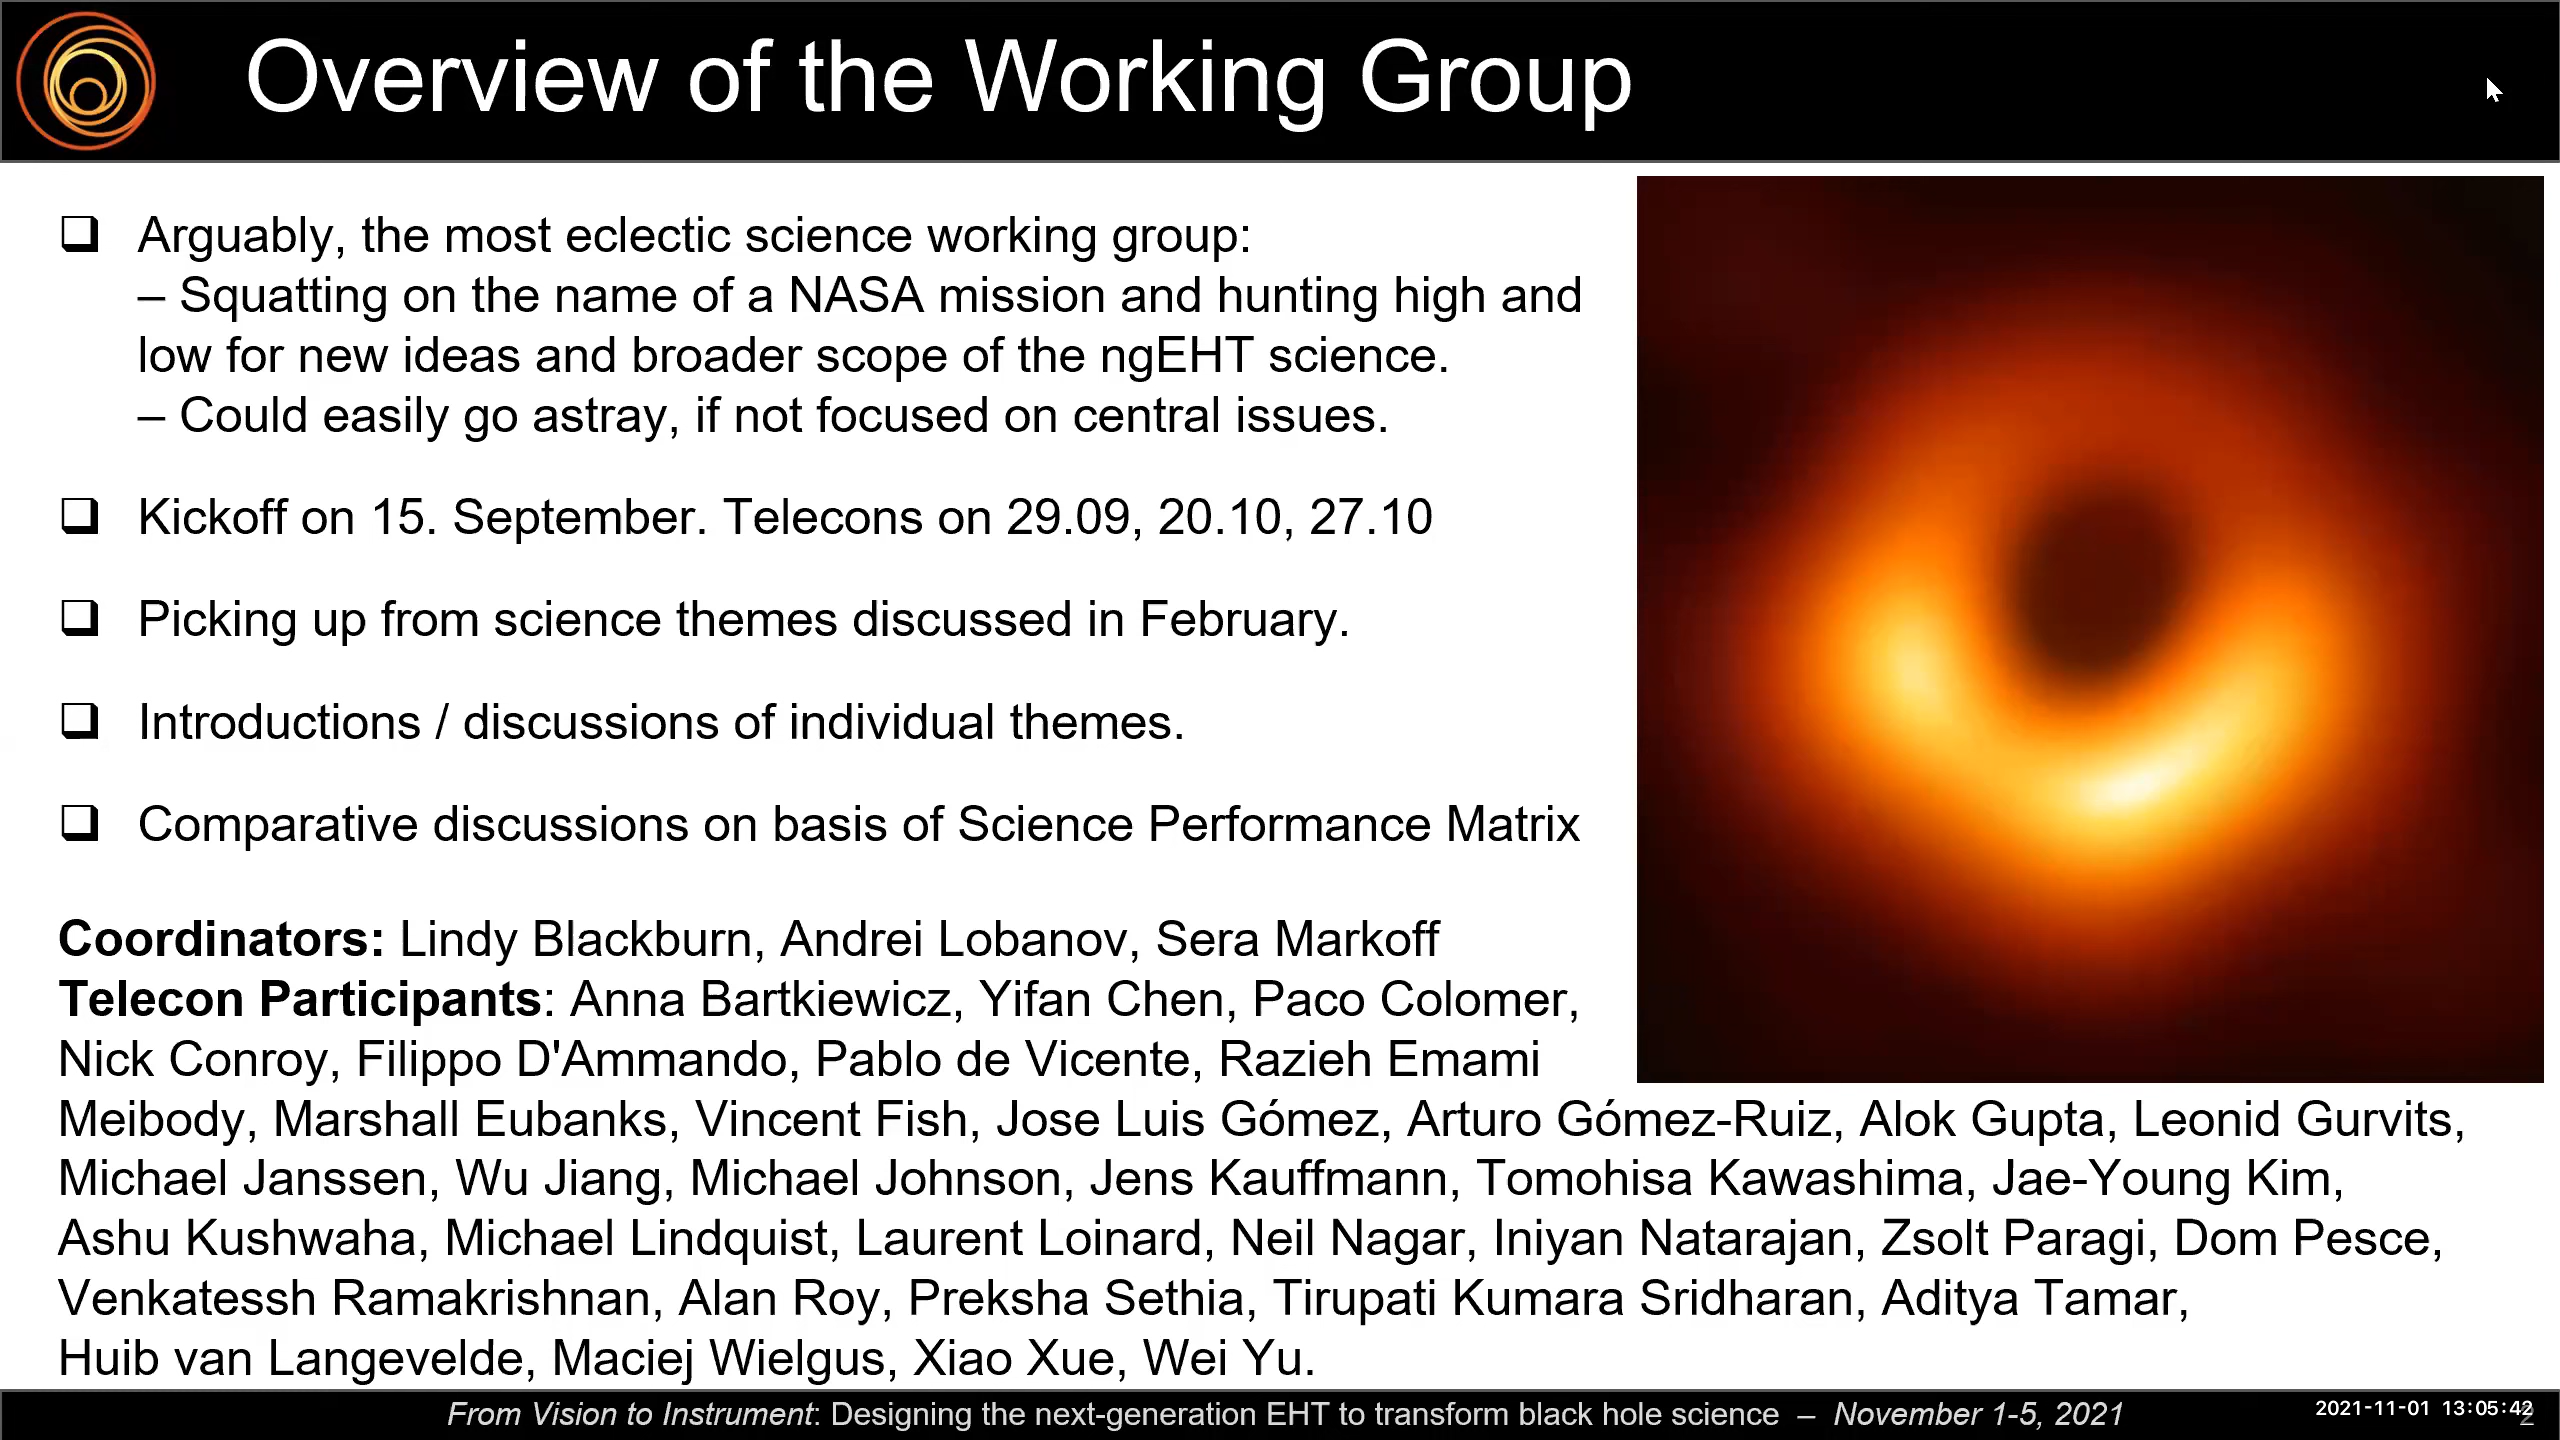 Overview of the Working Group
Arguably, the most eclectic science working group:
– Squatting on the name of a NASA mission and hunting high and
low for new ideas and broader scope of the ngEHT science.
– Could easily go astray, if not focused on central issues.
Kickoff on 15. September. Telecons on 29.09, 20.10, 27.10
Picking up from science themes discussed in February.
Introductions / discussions of individual themes.
Comparative discussions on basis of Science Performance Matrix
Coordinators: Lindy Blackburn, Andrei Lobanov, Sera Markoff
Telecon Participants: Anna Bartkiewicz, Yifan Chen, Paco Colomer,
Nick Conroy, Filippo D'Ammando, Pablo de Vicente, Razieh Emami
Meibody, Marshall Eubanks, Vincent Fish, Jose Luis Gómez, Arturo Gómez-Ruiz, Alok Gupta, Leonid Gurvits,
Michael Janssen, Wu Jiang, Michael Johnson, Jens Kauffmann, Tomohisa Kawashima, Jae-Young Kim,
Ashu Kushwaha, Michael Lindquist, Laurent Loinard, Neil Nagar, Iniyan Natarajan, Zsolt Paragi, Dom Pesce,
Venkatessh Ramakrishnan, Alan Roy, Preksha Sethia, Tirupati Kumara Sridharan, Aditya Tamar,
Huib van Langevelde, Maciej Wielgus, Xiao Xue, Wei Yu.
From Vision to Instrument: Designing the next-generation EHT to transform black hole science – November 1-5, 2021
2021-11-01 13:05:42
2